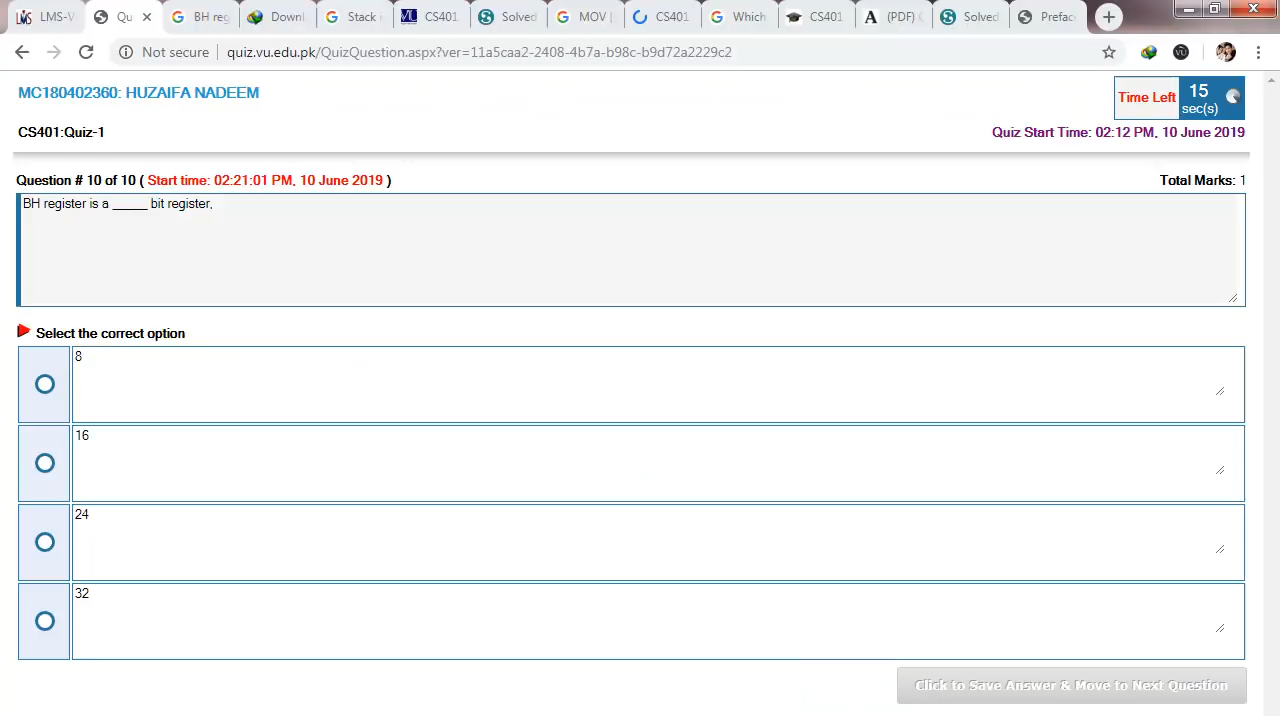 LMS-V
Qu
BH reg
Downl
Stack i
CS401
Solved
MOV |
CS401
Which
CS401
(PDF) C
Solved
Prefac
Not secure
quiz.vu.edu.pk/QuizQuestion.aspx?ver=11a5caa2-2408-4b7a-b98c-b9d72a2229c2
MC180402360: HUZAIFA NADEEM
Time Left 15 sec(s)
CS401:Quiz-1
Quiz Start Time: 02:12 PM, 10 June 2019
Question # 10 of 10 ( Start time: 02:21:01 PM, 10 June 2019 )
Total Marks: 1
BH register is a _____ bit register,
Select the correct option
8
16
24
32
Click to Save Answer & Move to Next Question